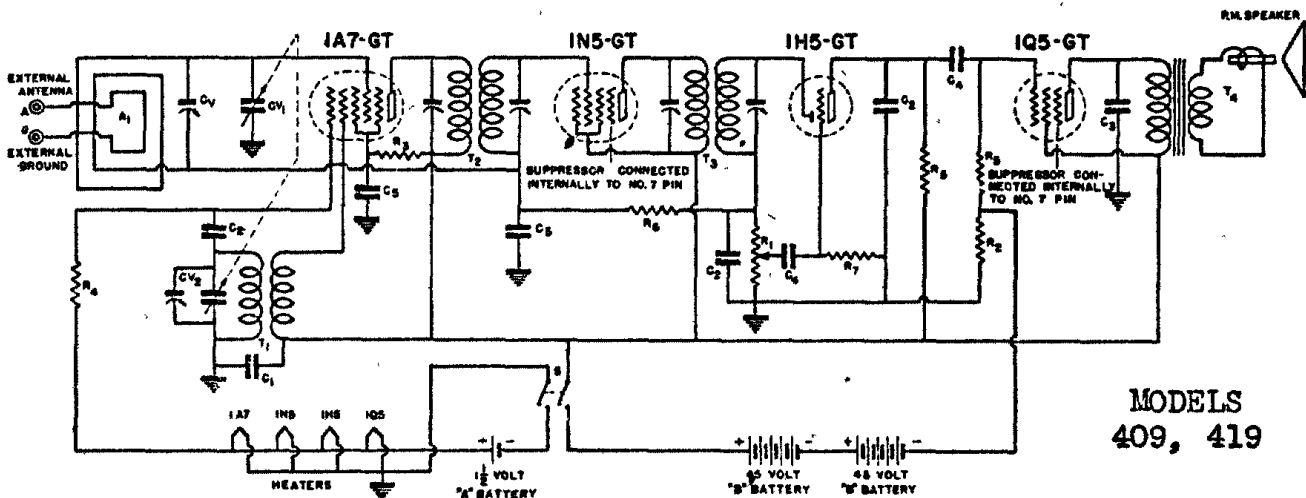 P.M. SPEAKER
1A7-GT
1N5-GT
1H5-GT
1Q5-GT
EXTERNAL
ANTENNA
A
G
EXTERNAL
GROUND
A1
CV
CV1
R3
T2
C5
SUPPRESSOR CONNECTED
INTERNALLY TO NO. 7 PIN
T3
C2
C4
R5
R5
C3
T4
SUPPRESSOR CON-
NECTED INTERNALLY
TO NO. 7 PIN
C2
C5
R6
C2
R1
C6
R7
R2
R4
CV2
T1
C1
S
1A7
1N5
1H5
1Q5
HEATERS
+ -
1½ VOLT
"A" BATTERY
+ -
45 VOLT
"B" BATTERY
+ -
45 VOLT
"B" BATTERY
MODELS
409, 419